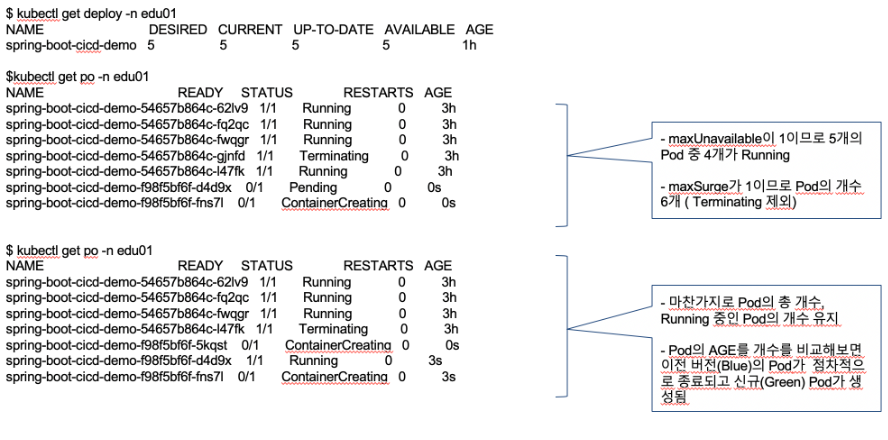 $ kubectl get deploy -n edu01
NAME DESIRED CURRENT UP-TO-DATE AVAILABLE AGE
spring-boot-cicd-demo 5 5 5 5 1h
$kubectl get po -n edu01
NAME READY STATUS RESTARTS AGE
spring-boot-cicd-demo-54657b864c-62lv9 1/1 Running 0 3h
spring-boot-cicd-demo-54657b864c-fq2qc 1/1 Running 0 3h
spring-boot-cicd-demo-54657b864c-fwqgr 1/1 Running 0 3h
spring-boot-cicd-demo-54657b864c-gjnfd 1/1 Terminating 0 3h
spring-boot-cicd-demo-54657b864c-l47fk 1/1 Running 0 3h
spring-boot-cicd-demo-f98f5bf6f-d4d9x 0/1 Pending 0 0s
spring-boot-cicd-demo-f98f5bf6f-fns7l 0/1 ContainerCreating 0 0s
- maxUnavailable이 1이므로 5개의
Pod 중 4개가 Running
- maxSurge가 1이므로 Pod의 개수
6개 ( Terminating 제외)
$ kubectl get po -n edu01
NAME READY STATUS RESTARTS AGE
spring-boot-cicd-demo-54657b864c-62lv9 1/1 Running 0 3h
spring-boot-cicd-demo-54657b864c-fq2qc 1/1 Running 0 3h
spring-boot-cicd-demo-54657b864c-fwqgr 1/1 Running 0 3h
spring-boot-cicd-demo-54657b864c-l47fk 1/1 Terminating 0 3h
spring-boot-cicd-demo-f98f5bf6f-5kqst 0/1 ContainerCreating 0 0s
spring-boot-cicd-demo-f98f5bf6f-d4d9x 1/1 Running 0 3s
spring-boot-cicd-demo-f98f5bf6f-fns7l 0/1 ContainerCreating 0 3s
- 마찬가지로 Pod의 총 개수,
Running 중인 Pod의 개수 유지
- Pod의 AGE를 개수를 비교해보면
이전 버전(Blue)의 Pod가 점차적으
로 종료되고 신규(Green) Pod가 생
성됨